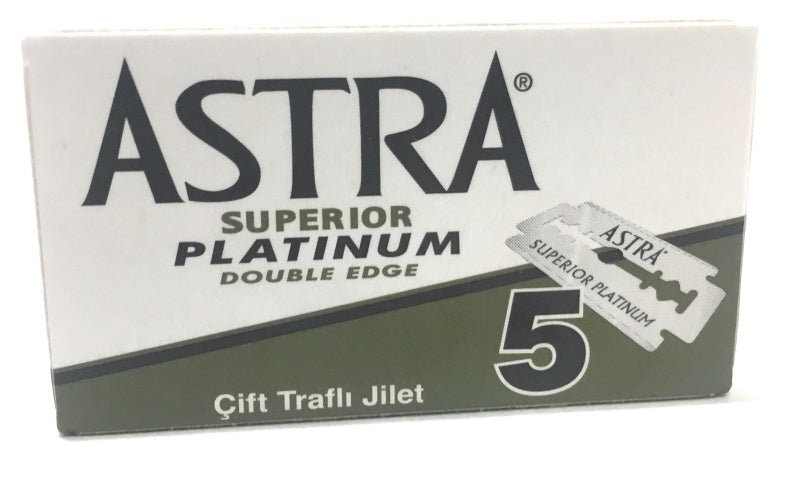 ASTRA®
SUPERIOR
PLATINUM
DOUBLE EDGE
ASTRA®
SUPERIOR PLATINUM
5
Çift Traflı Jilet